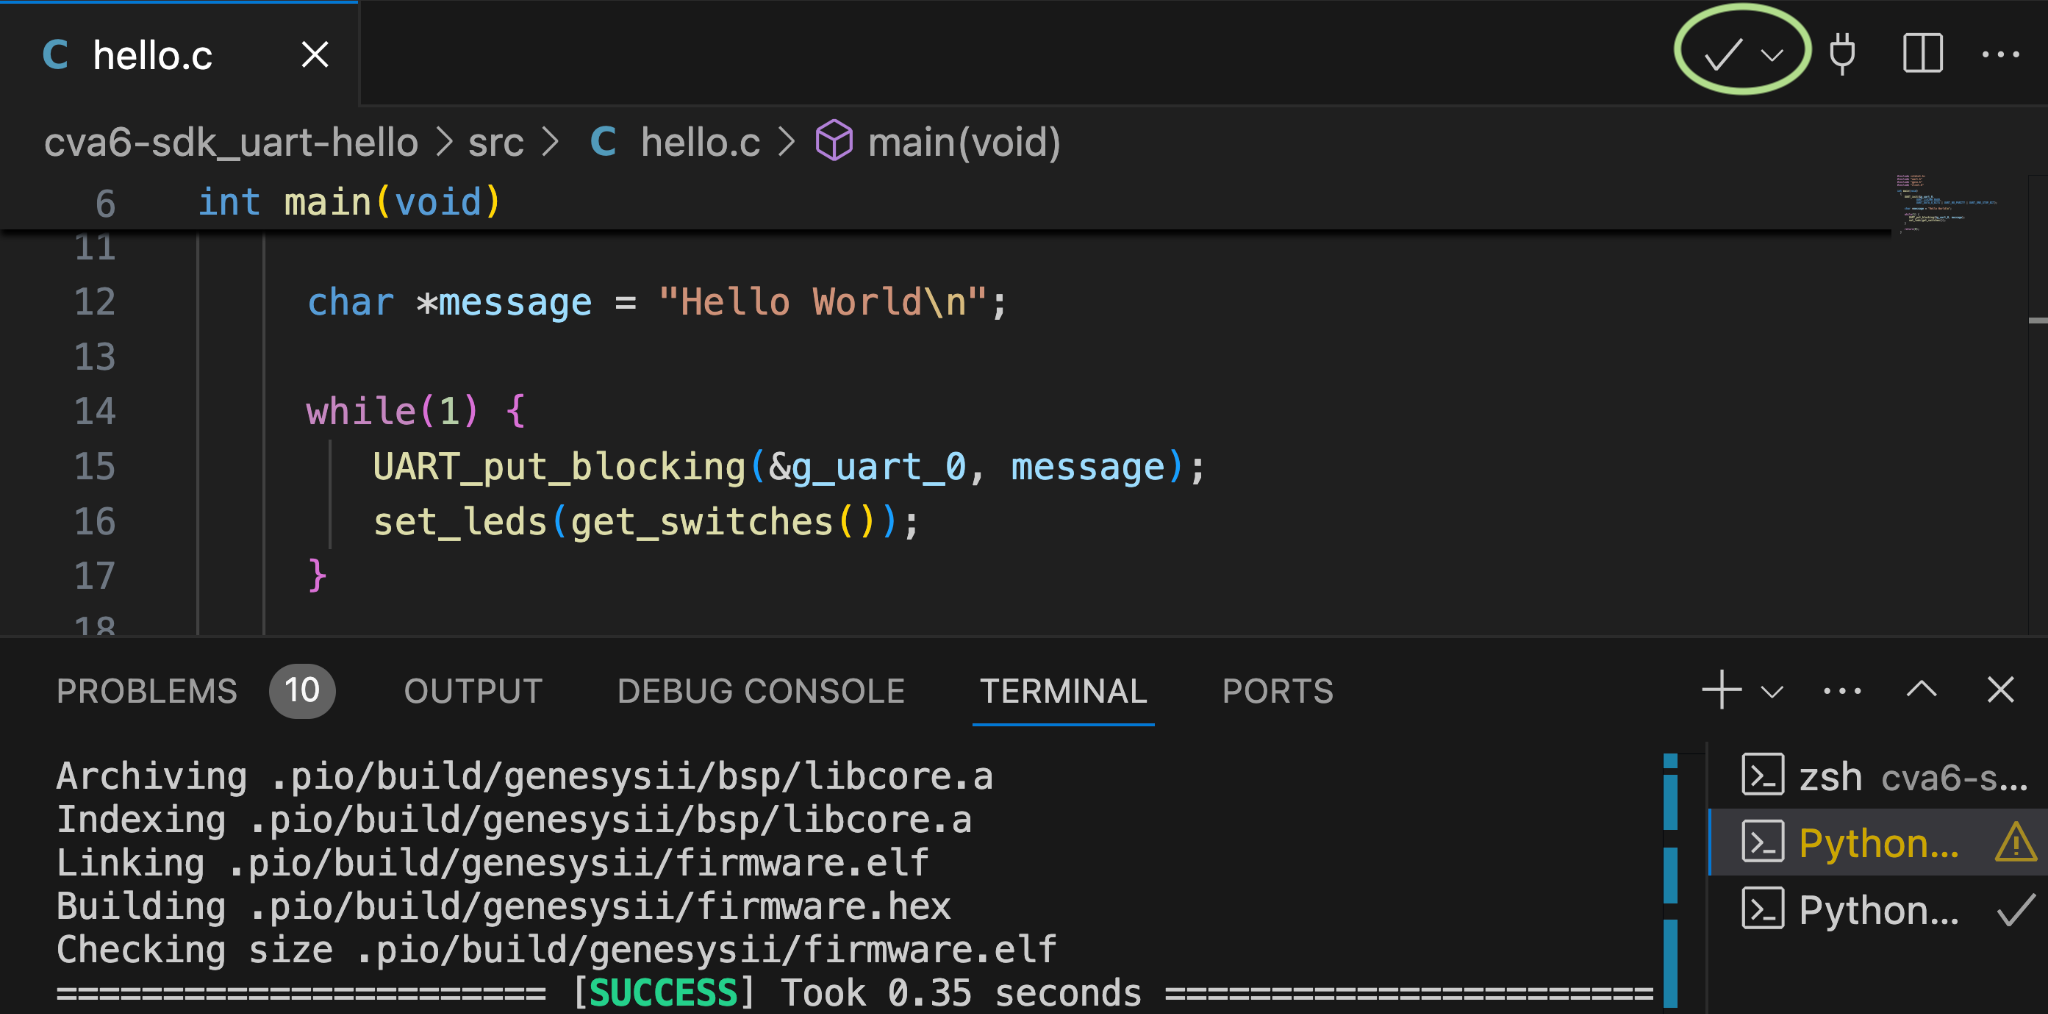 C hello.c
cva6-sdk_uart-hello > src > C hello.c > main(void)
6 int main(void)
11
12 char *message = "Hello World\n";
13
14 while(1) {
15 UART_put_blocking(&g_uart_0, message);
16 set_leds(get_switches());
17 }
18
PROBLEMS 10 OUTPUT DEBUG CONSOLE TERMINAL PORTS
Archiving .pio/build/genesysii/bsp/libcore.a
Indexing .pio/build/genesysii/bsp/libcore.a
Linking .pio/build/genesysii/firmware.elf
Building .pio/build/genesysii/firmware.hex
Checking size .pio/build/genesysii/firmware.elf
======================= [SUCCESS] Took 0.35 seconds =======================
zsh cva6-s...
Python...
Python...